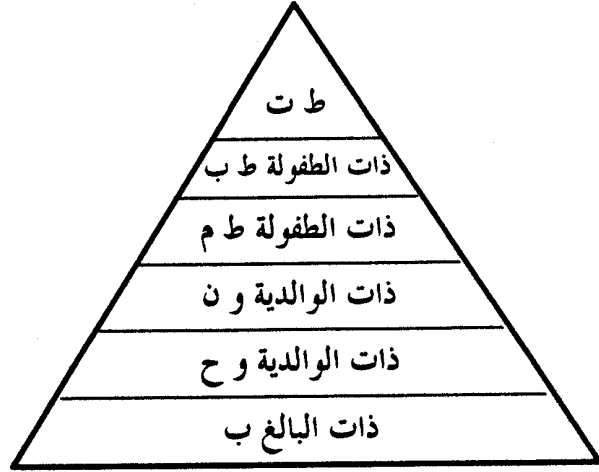 ط ت
ذات الطفولة ط ب
ذات الطفولة ط م
ذات الوالدية و ن
ذات الوالدية و ح
ذات البالغ ب